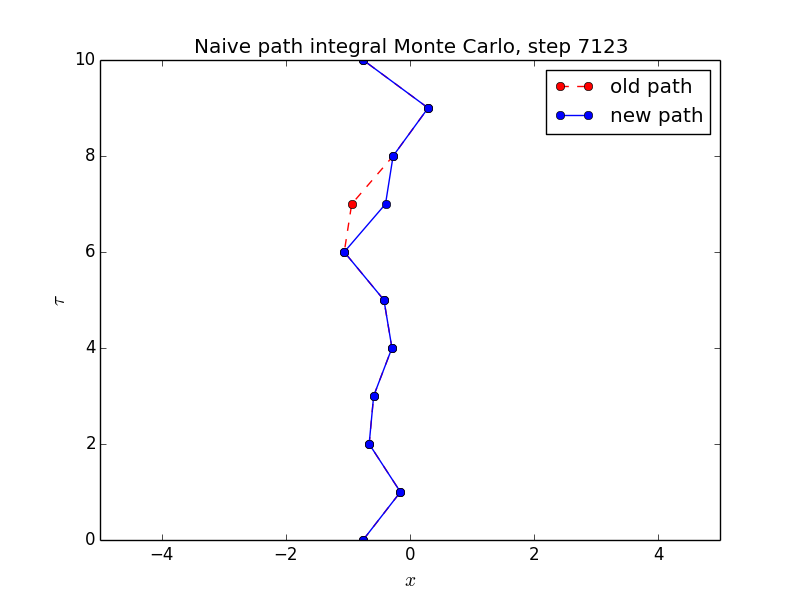 Naive path integral Monte Carlo, step 7123
old path
new path
10
8
6
4
2
0
τ
−4 −2 0 2 4
x